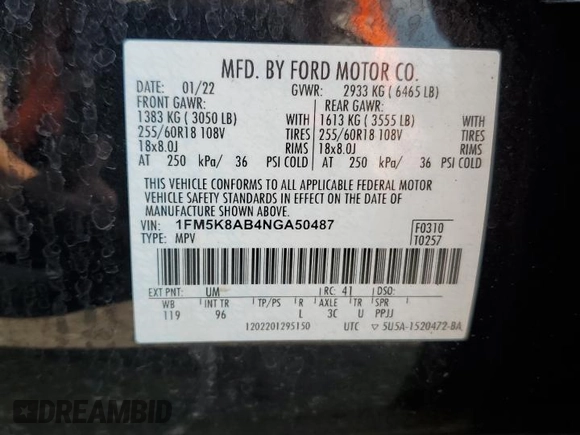 MFD. BY FORD MOTOR CO.
DATE: 01/22 GVWR: 2933 KG ( 6465 LB)
FRONT GAWR: REAR GAWR:
1383 KG ( 3050 LB) 1613 KG ( 3555 LB)
255/60R18 108V TIRES 255/60R18 108V TIRES
18x8.0J RIMS 18x8.0J RIMS
AT 250 kPa/ 36 PSI COLD AT 250 kPa/ 36 PSI COLD
THIS VEHICLE CONFORMS TO ALL APPLICABLE FEDERAL MOTOR
VEHICLE SAFETY STANDARDS IN EFFECT ON THE DATE OF
MANUFACTURE SHOWN ABOVE.
VIN: 1FM5K8AB4NGA50487 F0310
TYPE: MPV T0257
EXT PNT: UM RC: 41 DSO:
WB INT TR TP/PS R AXLE TR SPR
119 96 L 3C U PPJJ
1202201295150 UTC ▽ 5U5A-1520472-BA
DREAMBID